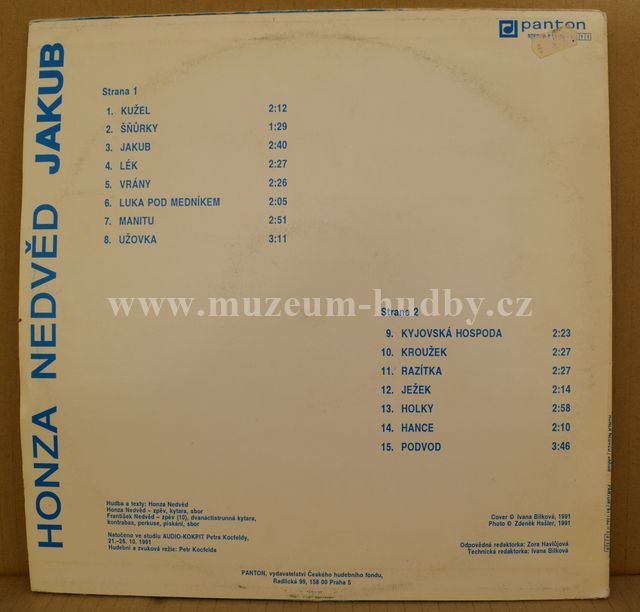 HONZA NEDVĚD JAKUB
panton
Strana 1
1. KUŽEL 2:12
2. ŠŇŮRKY 1:29
3. JAKUB 2:40
4. LÉK 2:27
5. VRÁNY 2:26
6. LUKA POD MEDNÍKEM 2:05
7. MANITU 2:51
8. UŽOVKA 3:11
www.muzeum-hudby.cz
Strana 2
9. KYJOVSKÁ HOSPODA 2:23
10. KROUŽEK 2:27
11. RAZÍTKA 2:27
12. JEŽEK 2:14
13. HOLKY 2:58
14. HANCE 2:10
15. PODVOD 3:46
Hudba a texty: Honza Nedvěd
Honza Nedvěd – zpěv, kytara, sbor
František Nedvěd – zpěv (10), dvanáctistrunná kytara,
kontrabas, perkuse, pískání, sbor
Natočeno ve studiu AUDIO-KOKPIT Petra Kocfeldy,
21.–26. 10. 1991
Hudební a zvuková režie: Petr Kocfelda
Cover © Ivana Bílková, 1991
Photo © Zdeněk Hašler, 1991
Odpovědná redaktorka: Zora Havlůjová
Technická redaktorka: Ivana Bílková
PANTON, vydavatelství Českého hudebního fondu,
Radlická 99, 158 00 Praha 5